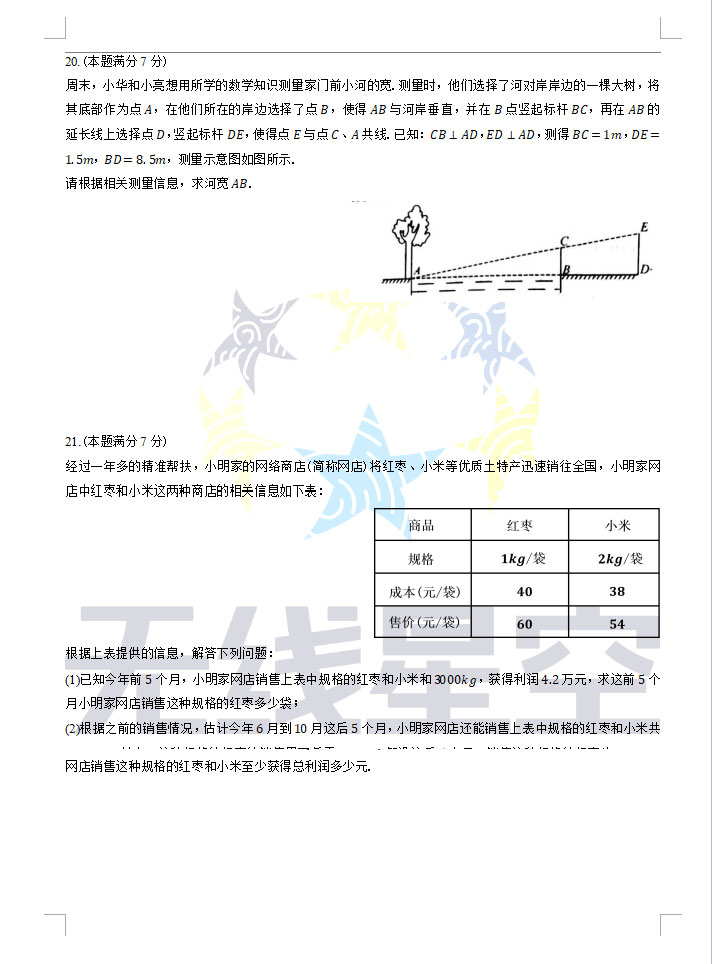 20. (本题满分 7 分)
周末，小华和小亮想用所学的数学知识测量家门前小河的宽. 测量时，他们选择了河对岸岸边的一棵大树，将
其底部作为点 A，在他们所在的岸边选择了点 B，使得 AB 与河岸垂直，并在 B 点竖起标杆 BC，再在 AB 的
延长线上选择点 D，竖起标杆 DE，使得点 E 与点 C、A 共线. 已知：CB⊥AD，ED⊥AD，测得 BC = 1m，DE =
1.5m，BD = 8.5m，测量示意图如图所示.
请根据相关测量信息，求河宽 AB.
E
C
A
B
D
21. (本题满分 7 分)
经过一年多的精准帮扶，小明家的网络商店(简称网店)将红枣、小米等优质土特产迅速销往全国，小明家网
店中红枣和小米这两种商店的相关信息如下表：
商品 红枣 小米
规格 1kg/袋 2kg/袋
成本(元/袋) 40 38
售价(元/袋) 60 54
根据上表提供的信息，解答下列问题：
(1)已知今年前 5 个月，小明家网店销售上表中规格的红枣和小米和3000kg，获得利润 4.2 万元，求这前 5 个
月小明家网店销售这种规格的红枣多少袋；
(2)根据之前的销售情况，估计今年 6 月到 10 月这后 5 个月，小明家网店还能销售上表中规格的红枣和小米共
网店销售这种规格的红枣和小米至少获得总利润多少元.
无线星空